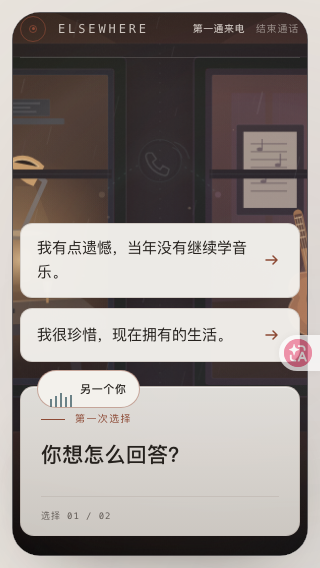 ELSEWHERE
第一通来电 结束通话
我有点遗憾，当年没有继续学音
乐。
我很珍惜，现在拥有的生活。
另一个你
第一次选择
你想怎么回答?
选择 01 / 02